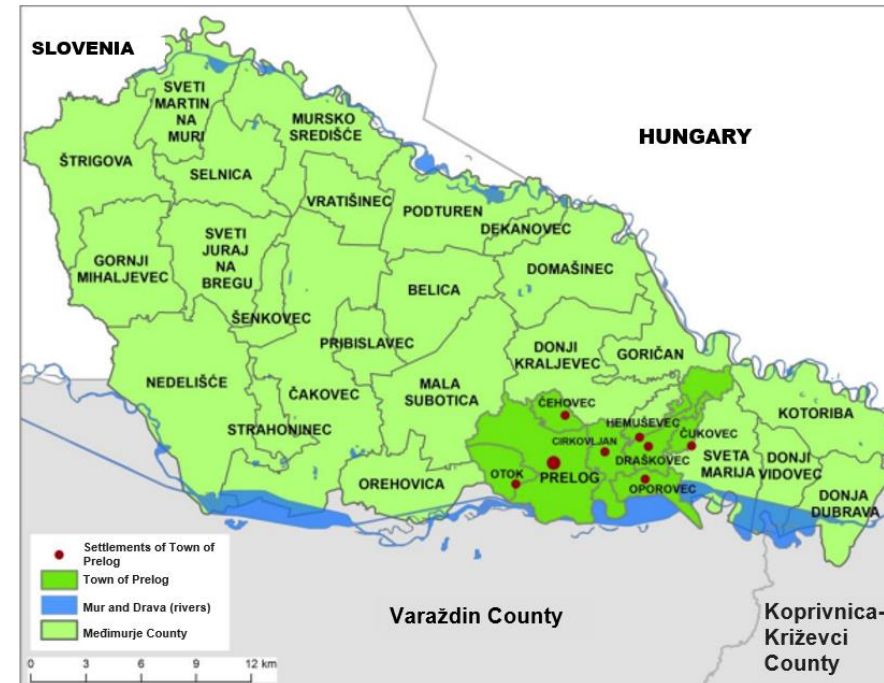 SLOVENIA
HUNGARY
SVETI
MARTIN
NA
MURI
MURSKO
SREDIŠĆE
ŠTRIGOVA
SELNICA
VRATIŠINEC
PODTUREN
DEKANOVEC
SVETI
JURAJ
NA
BREGU
GORNJI
MIHALJEVEC
DOMAŠINEC
BELICA
ŠENKOVEC
PRIBISLAVEC
DONJI
KRALJEVEC
GORIČAN
NEDELIŠĆE
ČAKOVEC
MALA
SUBOTICA
ČEHOVEC
KOTORIBA
STRAHONINEC
HEMUŠEVEC
CIRKOVLJAN
ČUKOVEC
DRAŠKOVEC
SVETA
MARIJA
DONJI
VIDOVEC
OREHOVICA
OTOK
PRELOG
OPOROVEC
DONJA
DUBRAVA
Settlements of Town of
Prelog
Town of Prelog
Mur and Drava (rivers)
Međimurje County
Varaždin County
Koprivnica-
Križevci
County
0 3 6 9 12 km